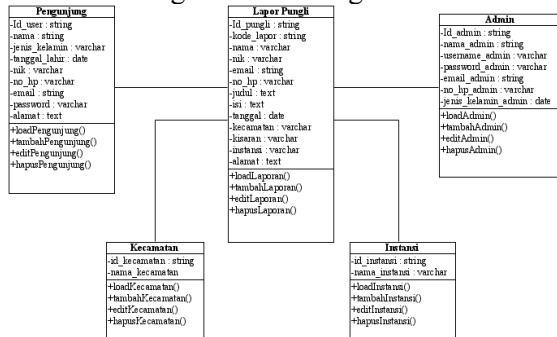 Pengunjung
-Id_user : string
-nama : string
-jenis_kelamin : varchar
-tanggal_lahir : date
-nik : varchar
-no_hp : varchar
-email : string
-password : varchar
-alamat : text
+loadPengunjung()
+tambahPengunjung()
+editPengunjung()
+hapusPengunjung()
Lapor Pungli
-Id_pungli : string
-kode_lapor : string
-nama : varchar
-nik : varchar
-email : string
-no_hp : varchar
-judul : text
-isi : text
-tanggal : date
-kecamatan : varchar
-kisaran : varchar
-instansi : varchar
-alamat : text
+loadLaporan()
+tambahLaporan()
+editLaporan()
+hapusLaporan()
Admin
-Id_admin : string
-nama_admin : string
-username_admin : varchar
-password_admin : varchar
-email_admin : string
-no_hp_admin : varchar
-jenis_kelamin_admin : date
+loadAdmin()
+tambahAdmin()
+editAdmin()
+hapusAdmin()
Kecamatan
-id_kecamatan : string
-nama_kecamatan
+loadKecamatan()
+tambahKecamatan()
+editKecamatan()
+hapusKecamatan()
Instansi
-id_instansi : string
-nama_instansi : varchar
+loadInstansi()
+tambahInstansi()
+editInstansi()
+hapusInstansi()